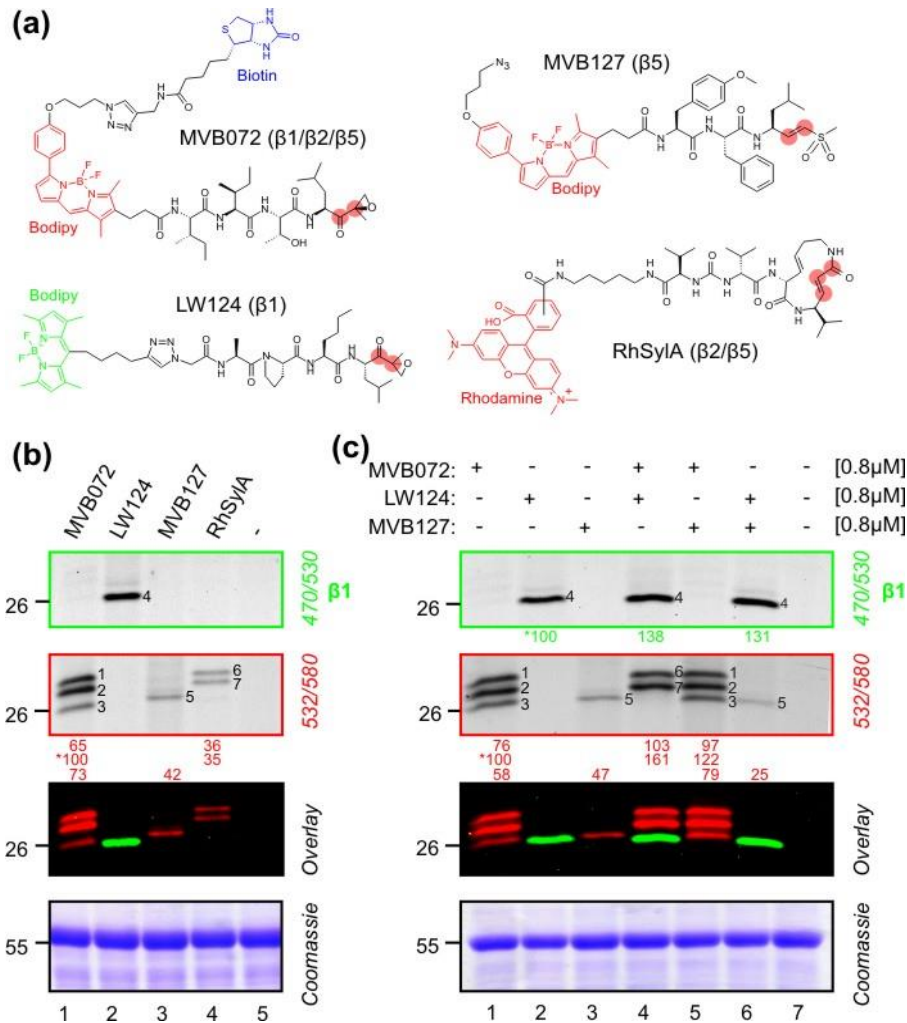 (a)
S
HN
NH
O
Biotin
MVB072 (β1/β2/β5)
Bodipy
LW124 (β1)
Bodipy
MVB127 (β5)
N3
Bodipy
RhSylA (β2/β5)
Rhodamine
(b)
MVB072
LW124
MVB127
RhSylA
-
26
4
470/530
β1
26
1
2
3
5
6
7
532/580
65 36
*100 35
73 42
26
Overlay
55
Coomassie
1 2 3 4 5
(c)
MVB072: + - - + + - - [0.8µM]
LW124: - + - + - + - [0.8µM]
MVB127: - - + - + + - [0.8µM]
26
4 4 4
470/530
β1
*100 138 131
26
1 6 1
2 7 2
3 5 3 5
532/580
76 103 97
*100 161 122
58 47 79 25
26
Overlay
55
Coomassie
1 2 3 4 5 6 7